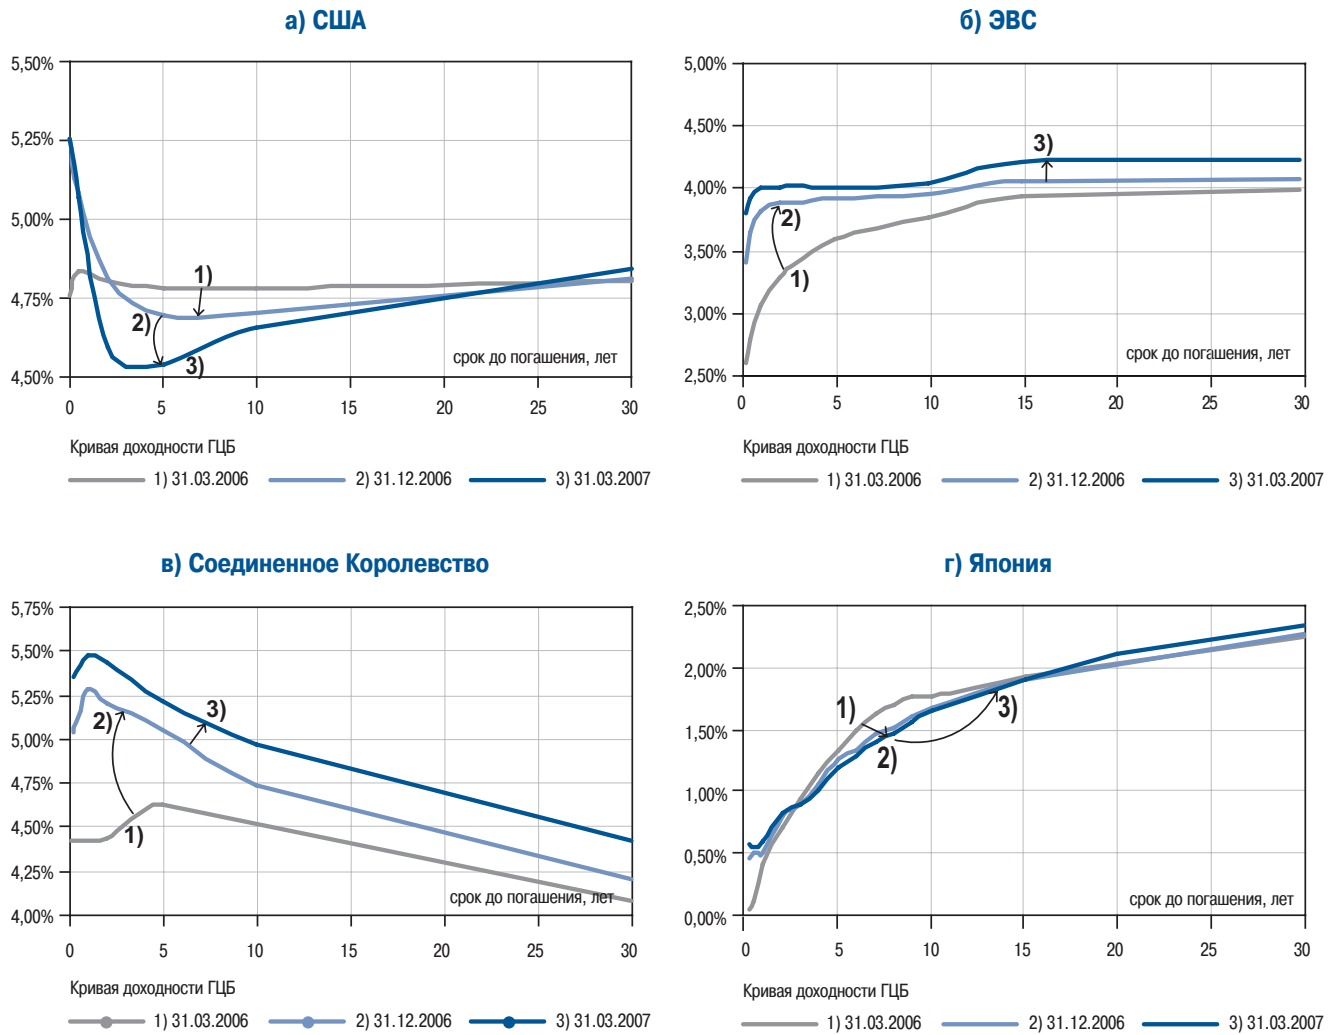 а) США
5,50%
5,25%
5,00%
4,75%
4,50%
1)
2)
3)
срок до погашения, лет
0 5 10 15 20 25 30
Кривая доходности ГЦБ
1) 31.03.2006 2) 31.12.2006 3) 31.03.2007
б) ЭВС
5,00%
4,50%
4,00%
3,50%
3,00%
2,50%
3)
2)
1)
срок до погашения, лет
0 5 10 15 20 25 30
Кривая доходности ГЦБ
1) 31.03.2006 2) 31.12.2006 3) 31.03.2007
в) Соединенное Королевство
5,75%
5,50%
5,25%
5,00%
4,75%
4,50%
4,25%
4,00%
2)
3)
1)
срок до погашения, лет
0 5 10 15 20 25 30
Кривая доходности ГЦБ
1) 31.03.2006 2) 31.12.2006 3) 31.03.2007
г) Япония
2,50%
2,00%
1,50%
1,00%
0,50%
0,00%
1)
3)
2)
срок до погашения, лет
0 5 10 15 20 25 30
Кривая доходности ГЦБ
1) 31.03.2006 2) 31.12.2006 3) 31.03.2007